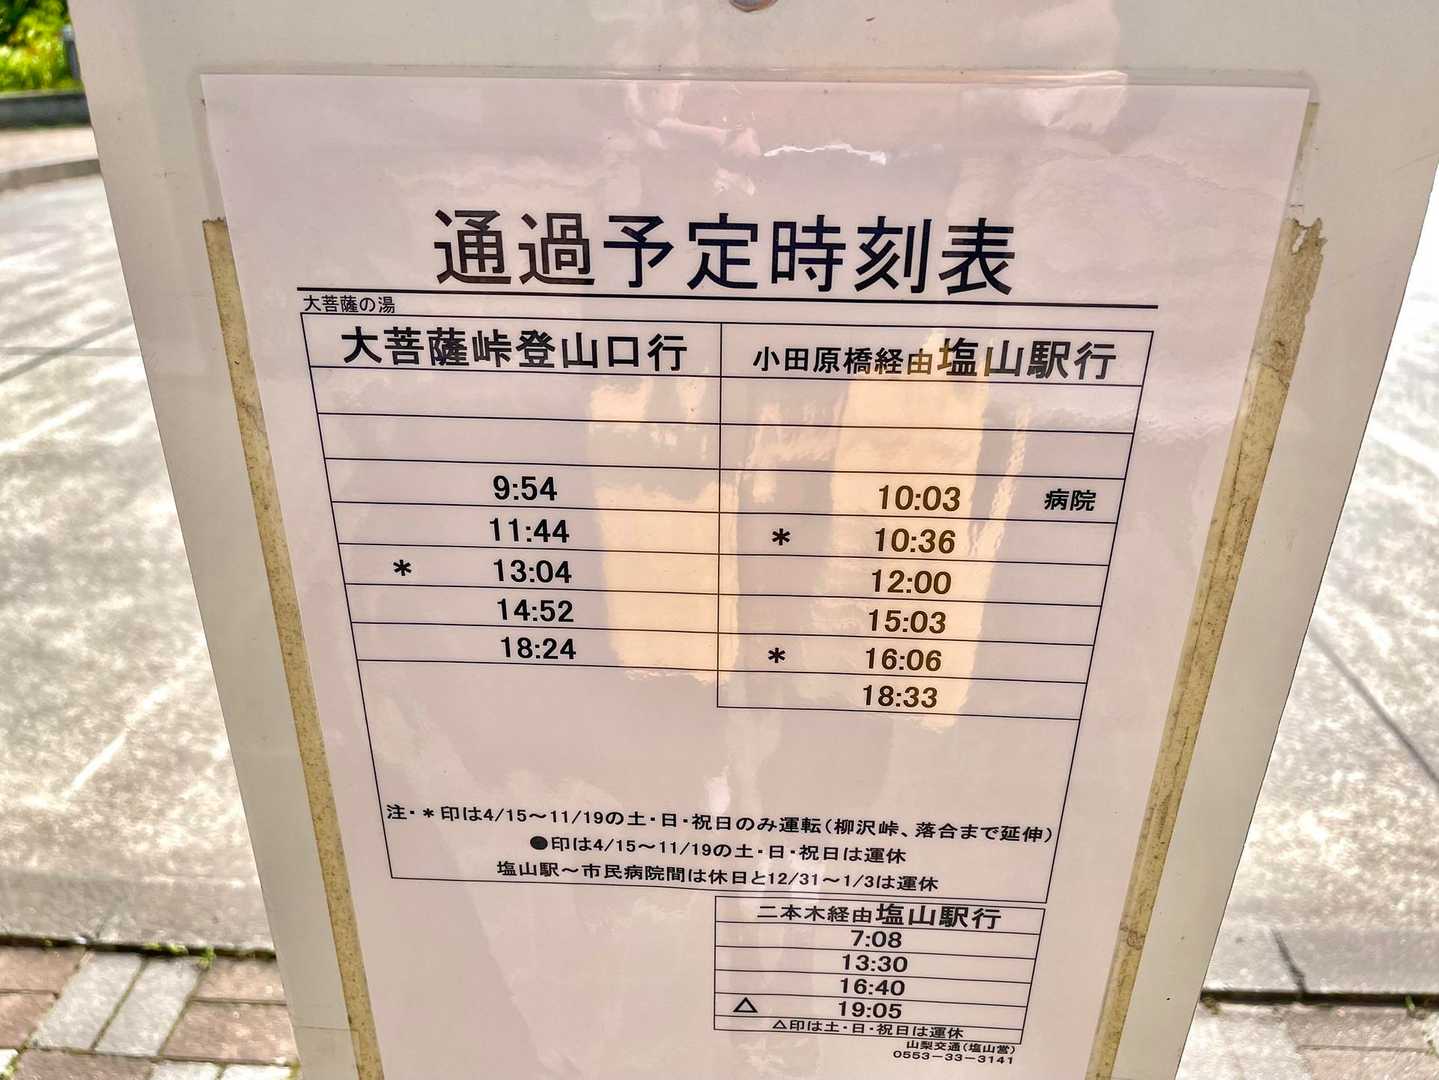 通過予定時刻表
大菩薩の湯
大菩薩峠登山口行 小田原橋経由塩山駅行
9:54 10:03 病院
11:44 * 10:36
* 13:04 12:00
14:52 15:03
18:24 * 16:06
18:33
注・*印は4/15～11/19の土・日・祝日のみ運転(柳沢峠、落合まで延伸)
●印は4/15～11/19の土・日・祝日は運休
塩山駅～市民病院間は休日と12/31～1/3は運休
二本木経由塩山駅行
7:08
13:30
16:40
△ 19:05
△印は土・日・祝日は運休
山梨交通(塩山営)
0553－33－3141